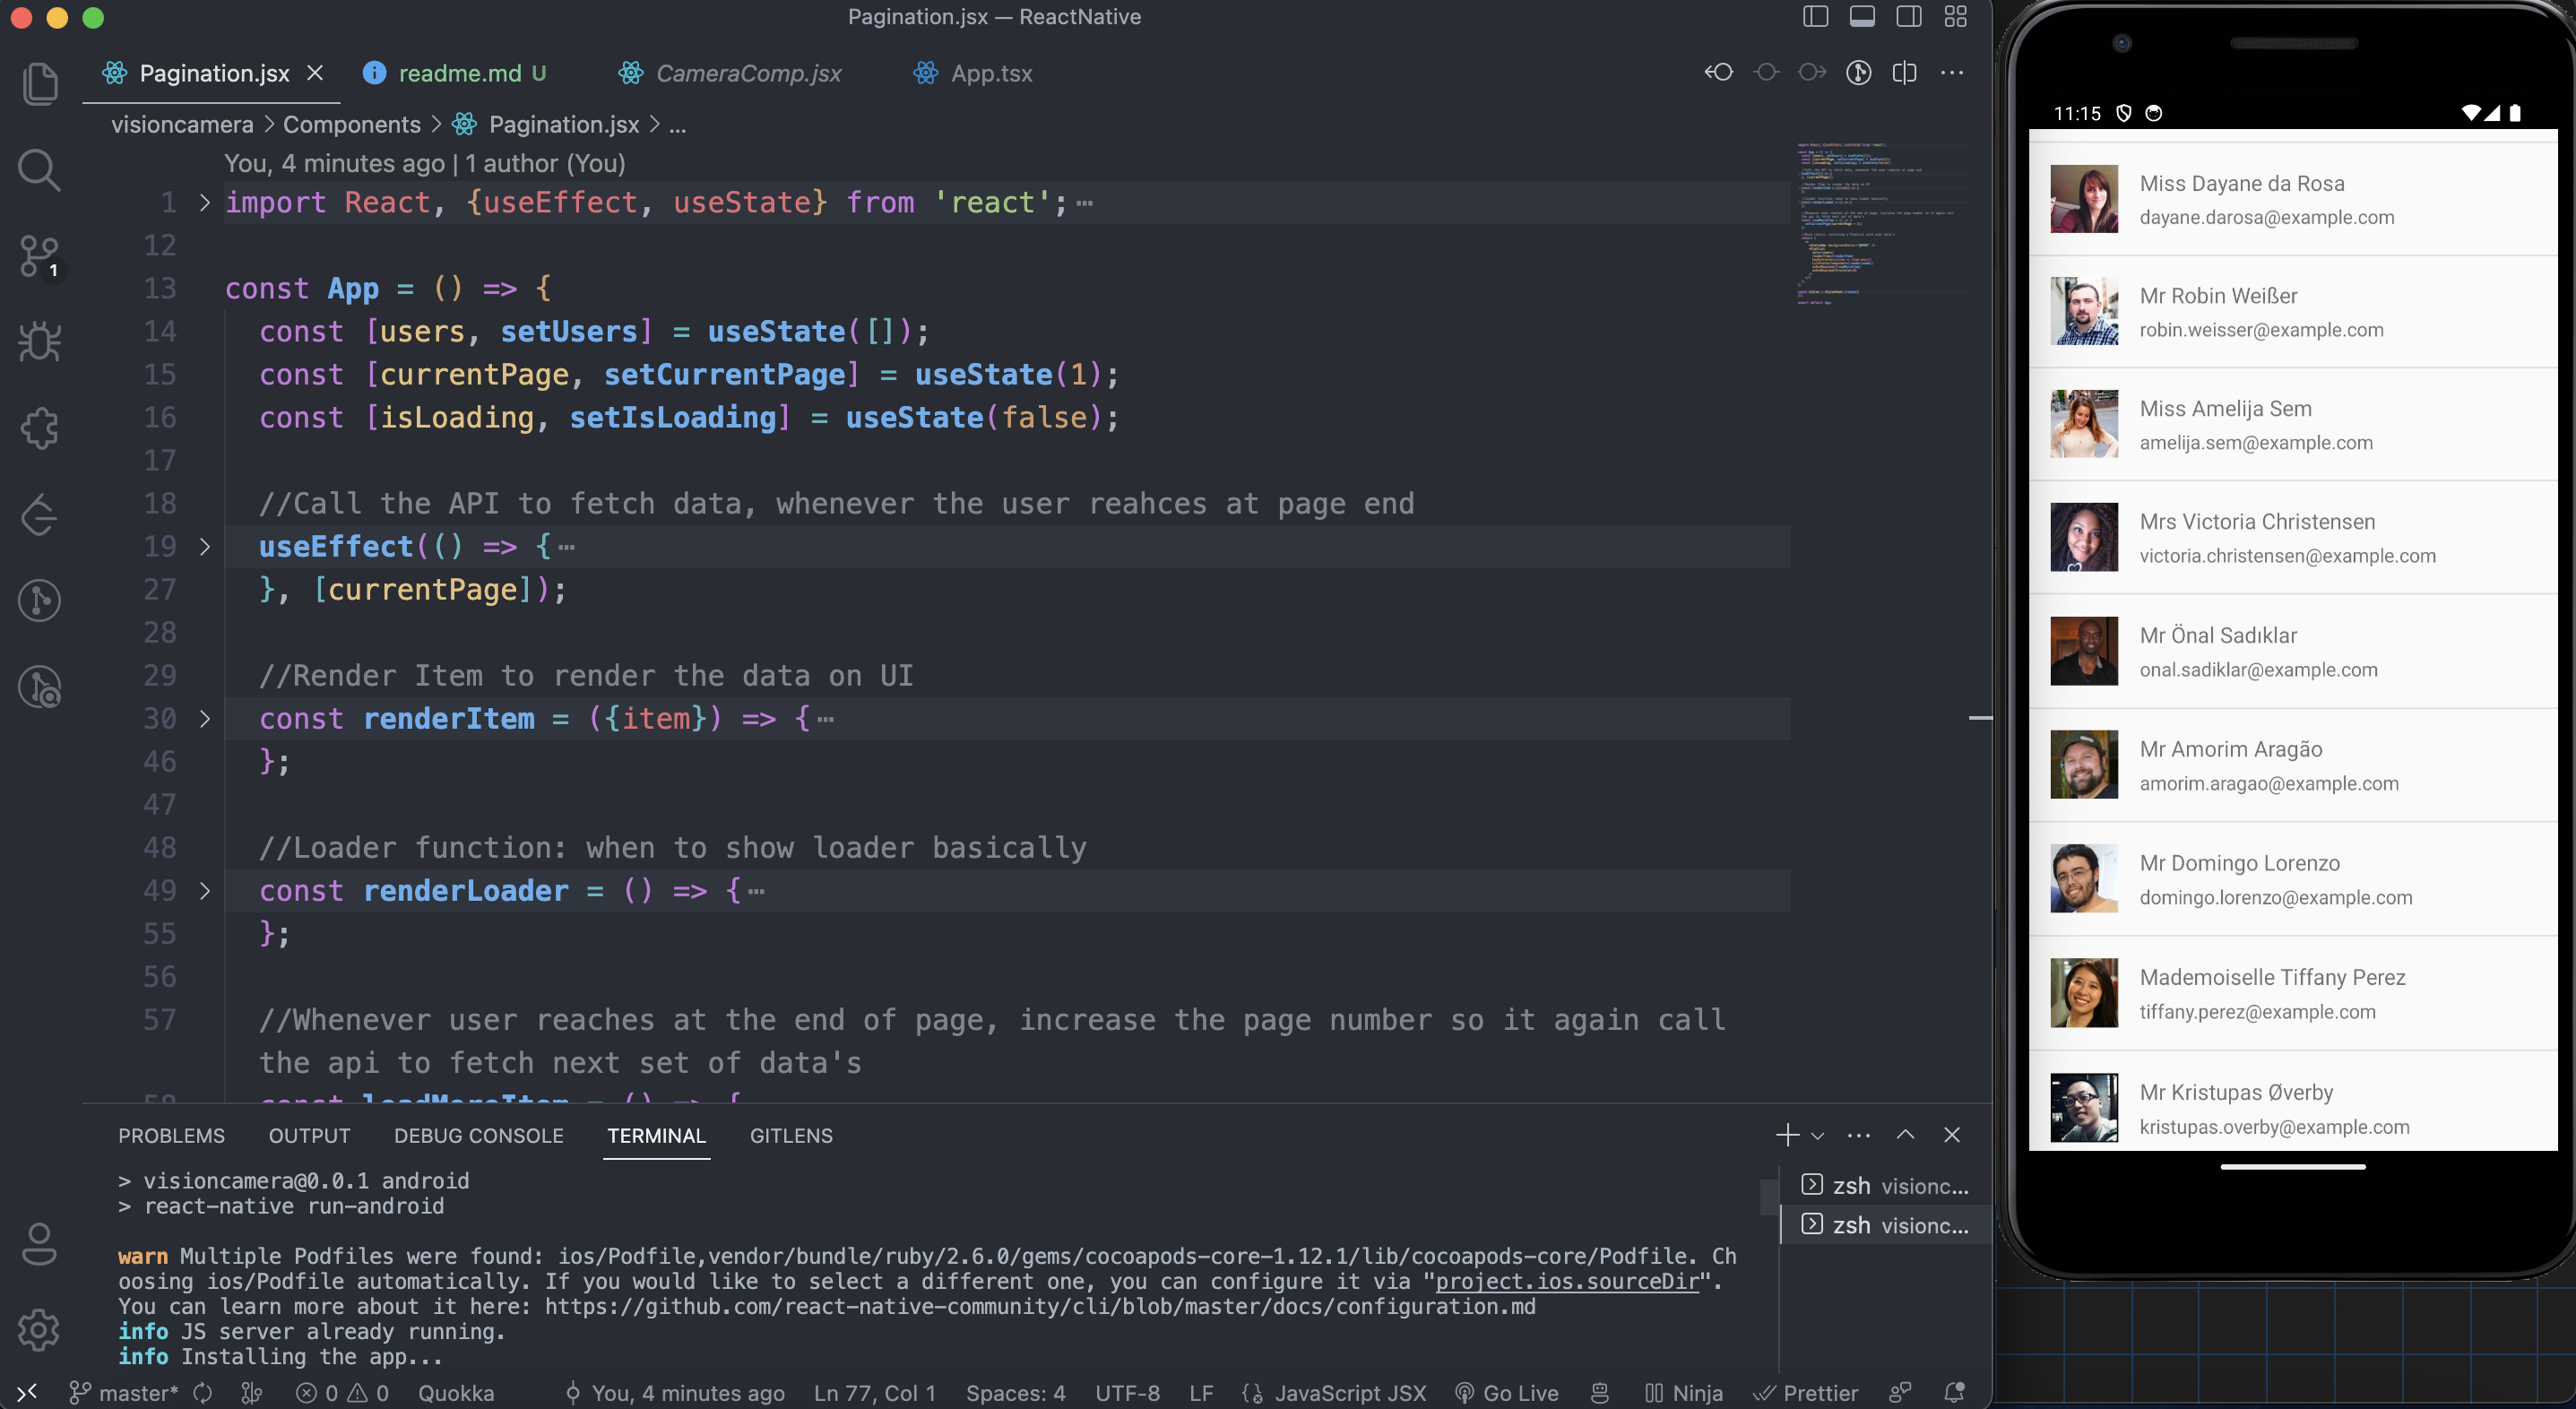 Pagination.jsx — ReactNative
Pagination.jsx
readme.md U
CameraComp.jsx
App.tsx
visioncamera > Components > Pagination.jsx > ...
You, 4 minutes ago | 1 author (You)
1 import React, {useEffect, useState} from 'react';
12
13 const App = () => {
14 const [users, setUsers] = useState([]);
15 const [currentPage, setCurrentPage] = useState(1);
16 const [isLoading, setIsLoading] = useState(false);
17
18 //Call the API to fetch data, whenever the user reahces at page end
19 useEffect(() => {
27 }, [currentPage]);
28
29 //Render Item to render the data on UI
30 const renderItem = ({item}) => {
46 };
47
48 //Loader function: when to show loader basically
49 const renderLoader = () => {
55 };
56
57 //Whenever user reaches at the end of page, increase the page number so it again call
the api to fetch next set of data's
58 const loadMoreItem = () => {
1
PROBLEMS OUTPUT DEBUG CONSOLE TERMINAL GITLENS
> visioncamera@0.0.1 android
> react-native run-android
warn Multiple Podfiles were found: ios/Podfile,vendor/bundle/ruby/2.6.0/gems/cocoapods-core-1.12.1/lib/cocoapods-core/Podfile. Ch
oosing ios/Podfile automatically. If you would like to select a different one, you can configure it via "project.ios.sourceDir".
You can learn more about it here: https://github.com/react-native-community/cli/blob/master/docs/configuration.md
info JS server already running.
info Installing the app...
zsh visionc...
zsh visionc...
master* 0 0 Quokka You, 4 minutes ago Ln 77, Col 1 Spaces: 4 UTF-8 LF JavaScript JSX Go Live Ninja Prettier
11:15
Miss Dayane da Rosa
dayane.darosa@example.com
Mr Robin Weißer
robin.weisser@example.com
Miss Amelija Sem
amelija.sem@example.com
Mrs Victoria Christensen
victoria.christensen@example.com
Mr Önal Sadıklar
onal.sadiklar@example.com
Mr Amorim Aragão
amorim.aragao@example.com
Mr Domingo Lorenzo
domingo.lorenzo@example.com
Mademoiselle Tiffany Perez
tiffany.perez@example.com
Mr Kristupas Øverby
kristupas.overby@example.com